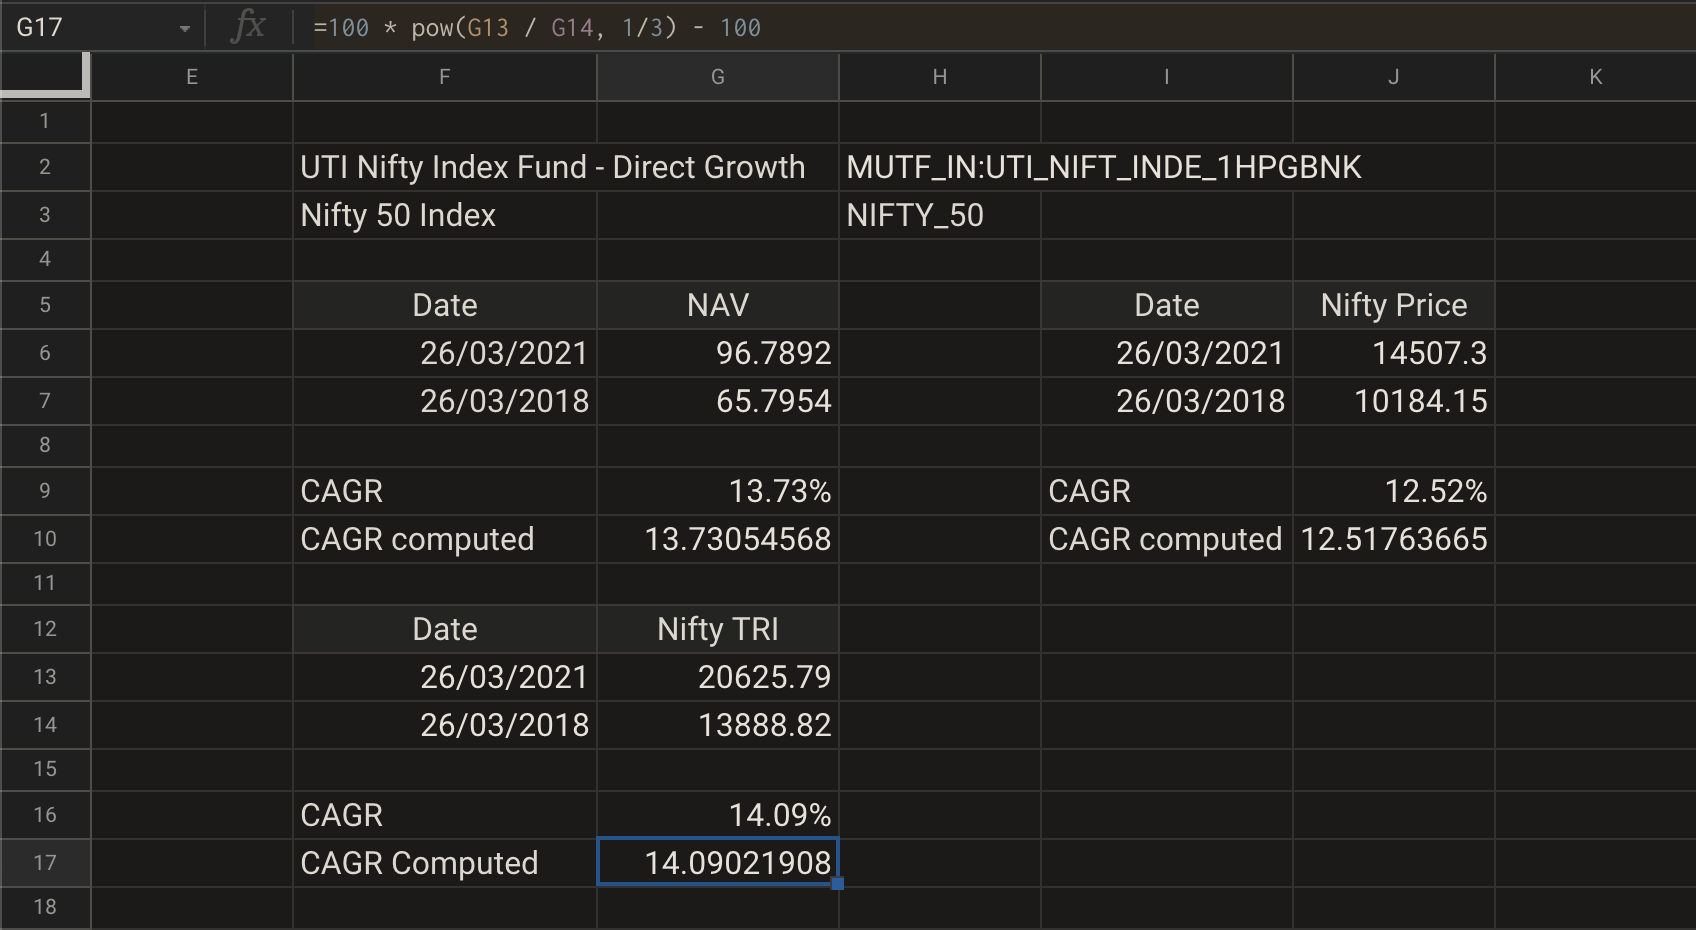 G17 fx =100 * pow(G13 / G14, 1/3) - 100
E F G H I J K
1
2 UTI Nifty Index Fund - Direct Growth MUTF_IN:UTI_NIFT_INDE_1HPGBNK
3 Nifty 50 Index NIFTY_50
4
5 Date NAV Date Nifty Price
6 26/03/2021 96.7892 26/03/2021 14507.3
7 26/03/2018 65.7954 26/03/2018 10184.15
8
9 CAGR 13.73% CAGR 12.52%
10 CAGR computed 13.73054568 CAGR computed 12.51763665
11
12 Date Nifty TRI
13 26/03/2021 20625.79
14 26/03/2018 13888.82
15
16 CAGR 14.09%
17 CAGR Computed 14.09021908
18